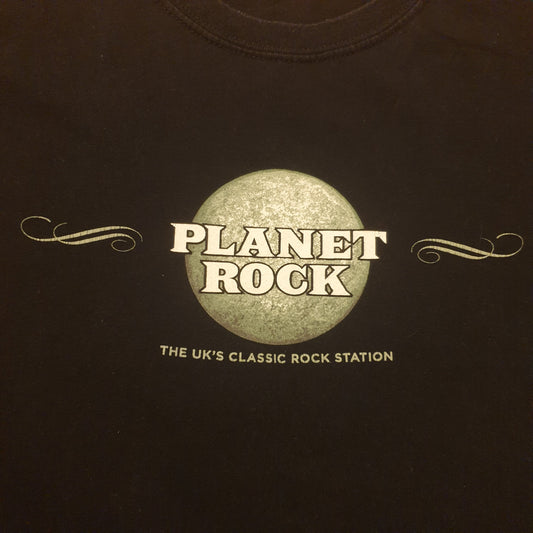 PLANET
ROCK
THE UK'S CLASSIC ROCK STATION